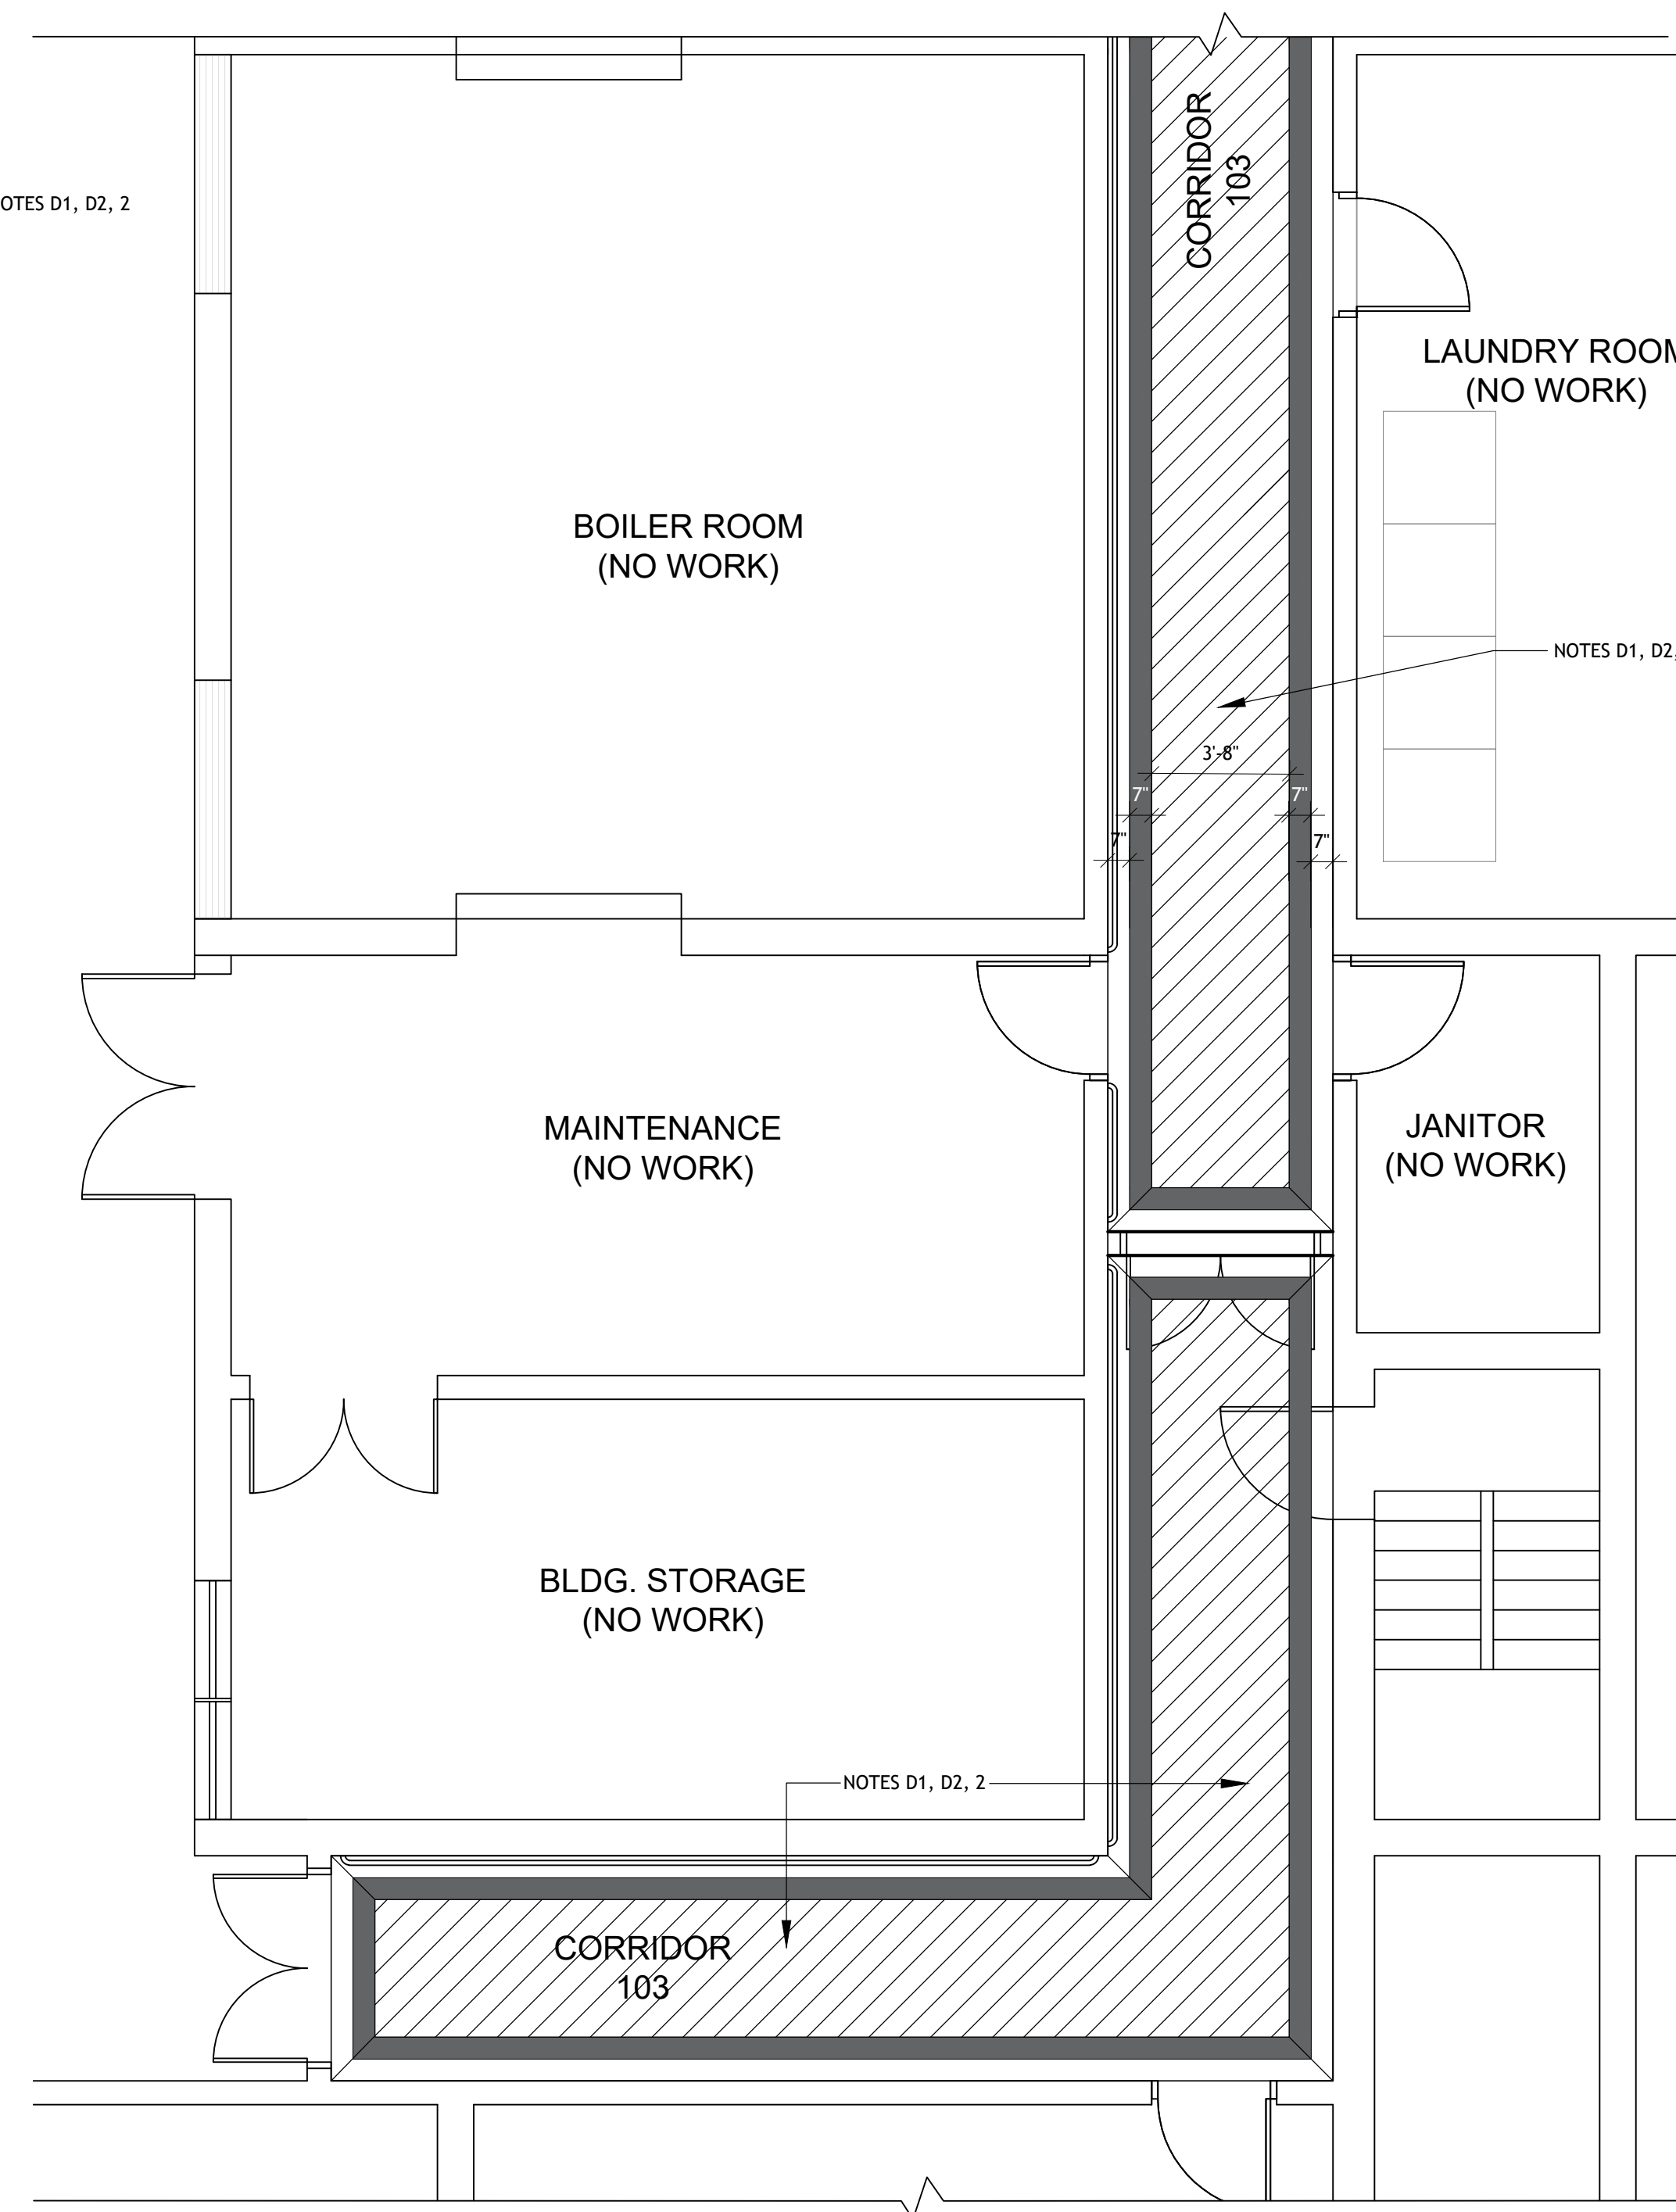 CORRIDOR
103
OTES D1, D2, 2
LAUNDRY ROOM
(NO WORK)
BOILER ROOM
(NO WORK)
NOTES D1, D2,
3'-8"
7"
7"
7"
7"
MAINTENANCE
(NO WORK)
JANITOR
(NO WORK)
BLDG. STORAGE
(NO WORK)
NOTES D1, D2, 2
CORRIDOR
103